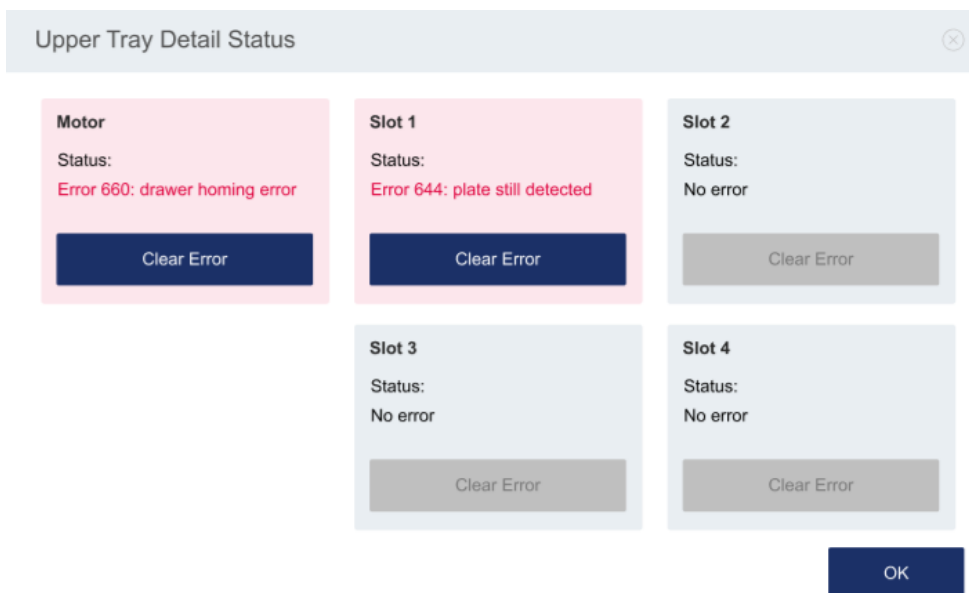 Upper Tray Detail Status
Motor
Status:
Error 660: drawer homing error
Clear Error
Slot 1
Status:
Error 644: plate still detected
Clear Error
Slot 2
Status:
No error
Clear Error
Slot 3
Status:
No error
Clear Error
Slot 4
Status:
No error
Clear Error
OK